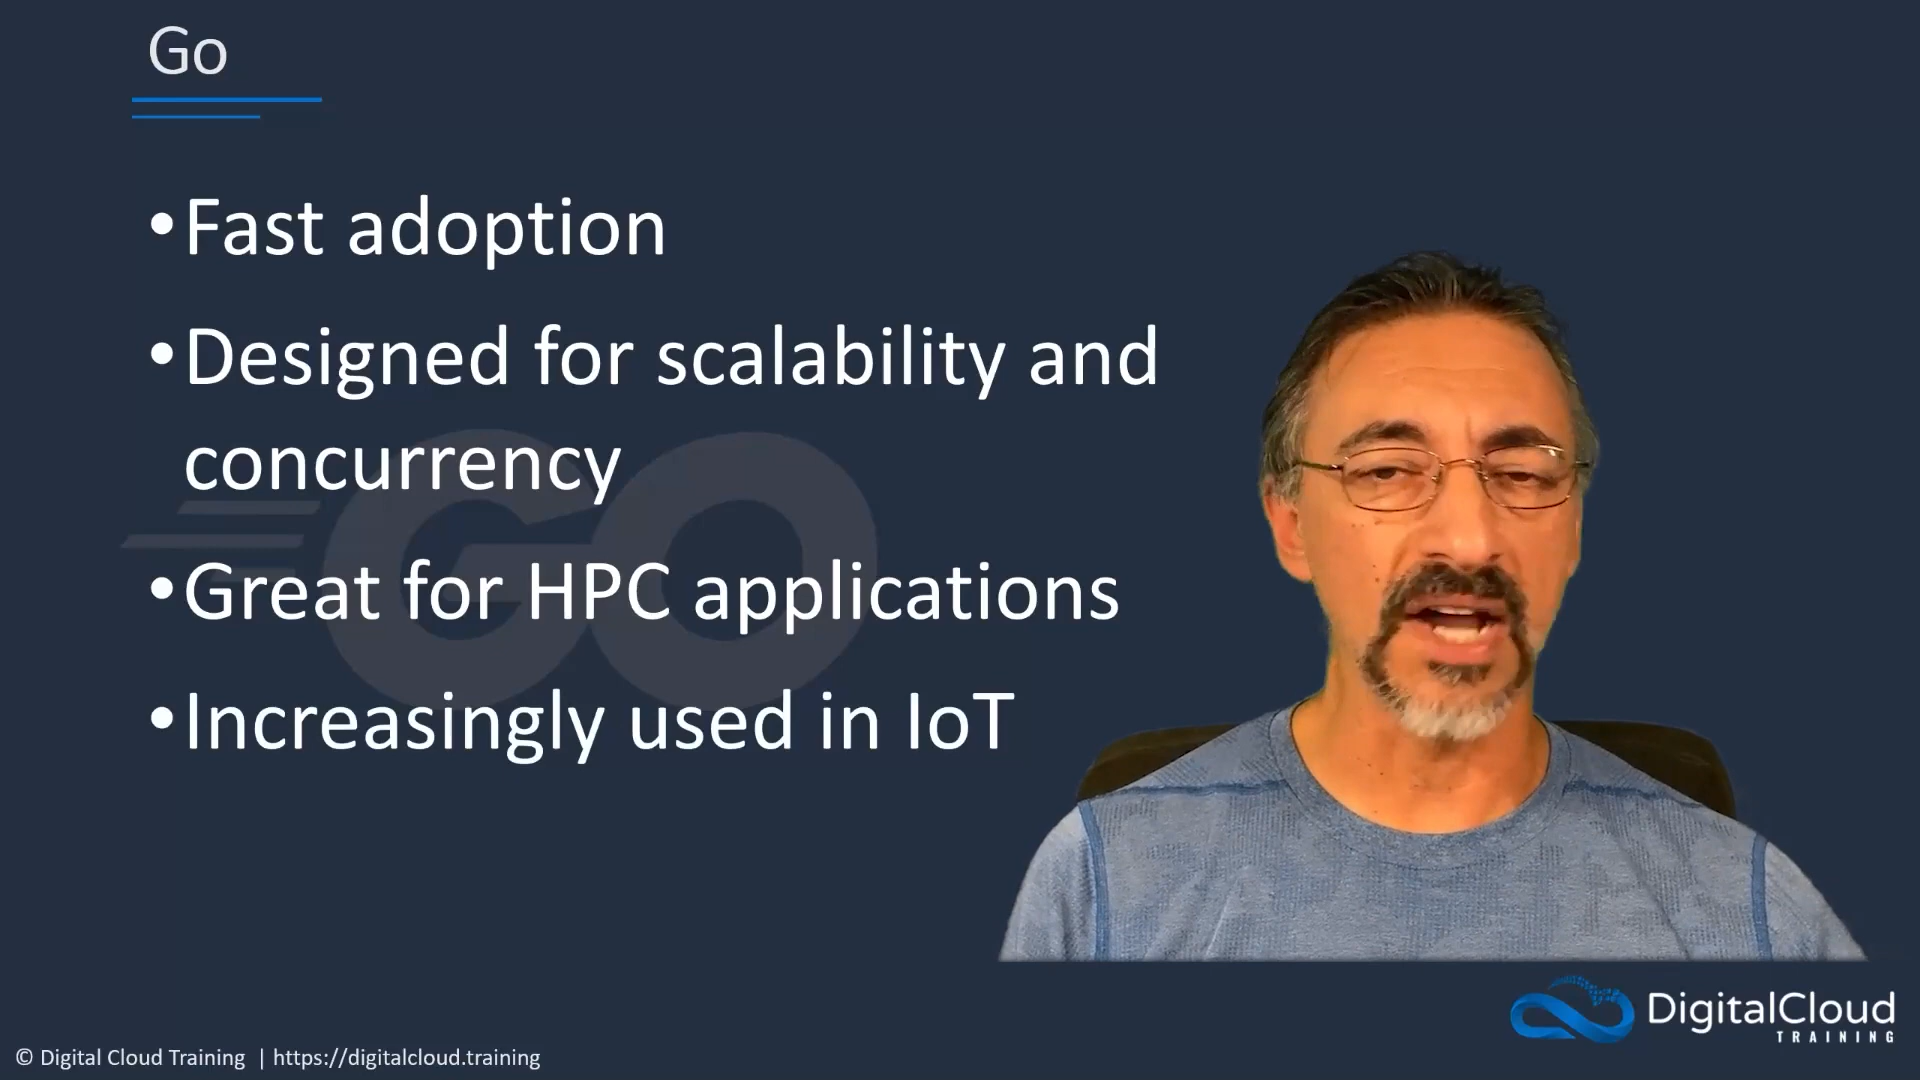 Go
•Fast adoption
•Designed for scalability and
concurrency
•Great for HPC applications
•Increasingly used in IoT
GO
DigitalCloud
TRAINING
© Digital Cloud Training | https://digitalcloud.training